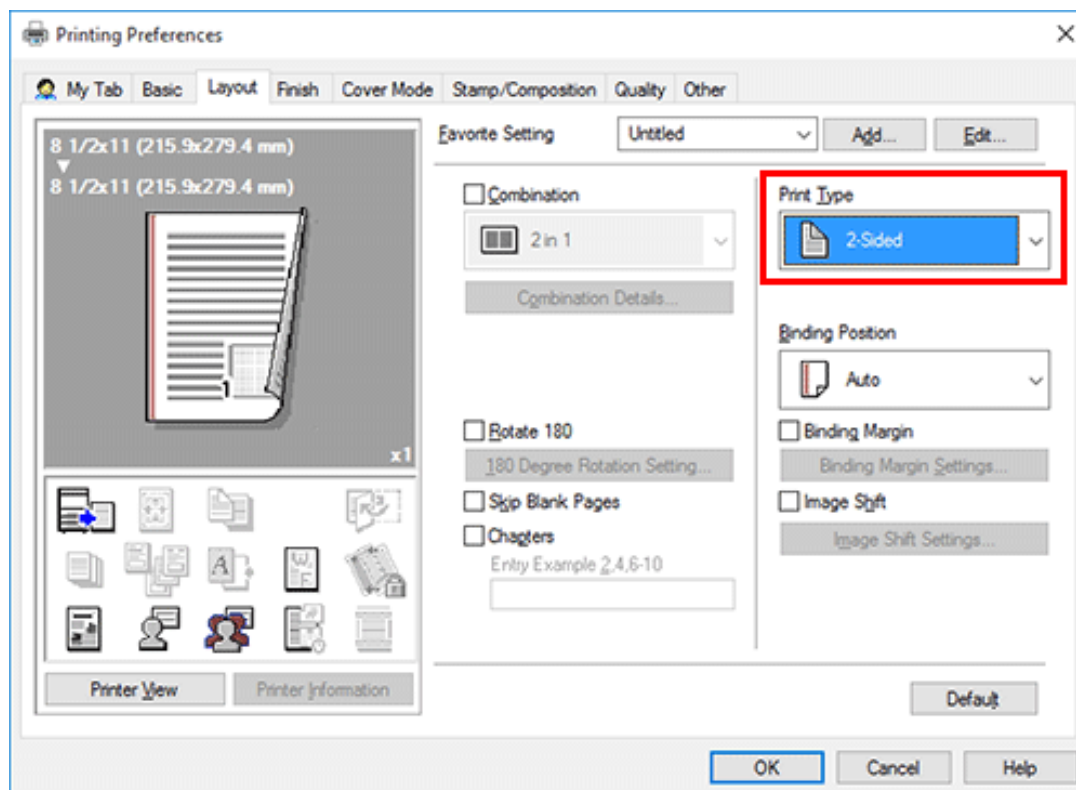 Printing Preferences
My Tab Basic Layout Finish Cover Mode Stamp/Composition Quality Other
8 1/2x11 (215.9x279.4 mm)
8 1/2x11 (215.9x279.4 mm)
1
x1
Printer View Printer Information
Favorite Setting Untitled Add... Edit...
Combination
2 in 1
Combination Details...
Rotate 180
180 Degree Rotation Setting...
Skip Blank Pages
Chapters
Entry Example 2,4,6-10
Print Type
2-Sided
Binding Position
Auto
Binding Margin
Binding Margin Settings...
Image Shift
Image Shift Settings...
Default
OK Cancel Help